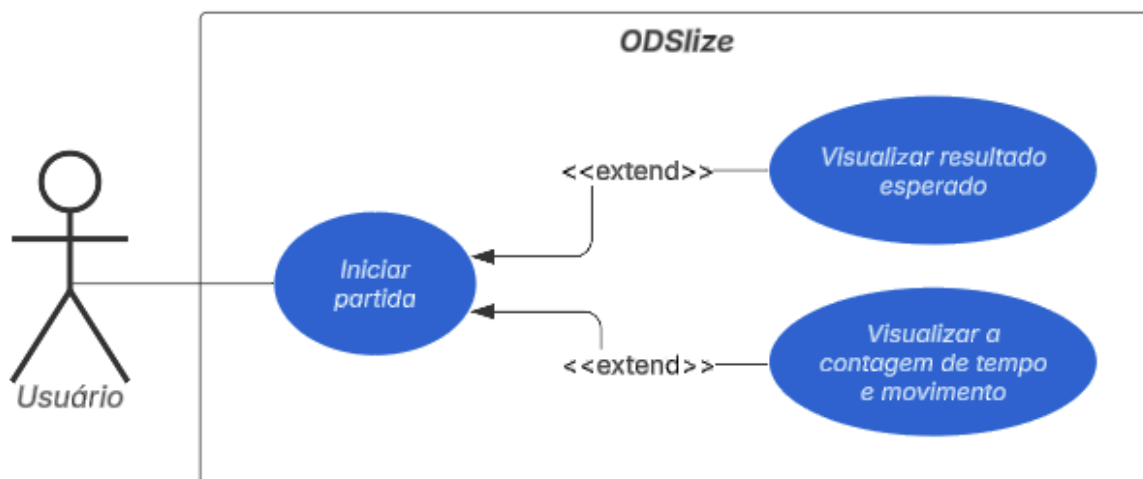 ODSlize
Visualizar resultado
esperado
<<extend>>
Iniciar
partida
Visualizar a
contagem de tempo
e movimento
<<extend>>
Usuário